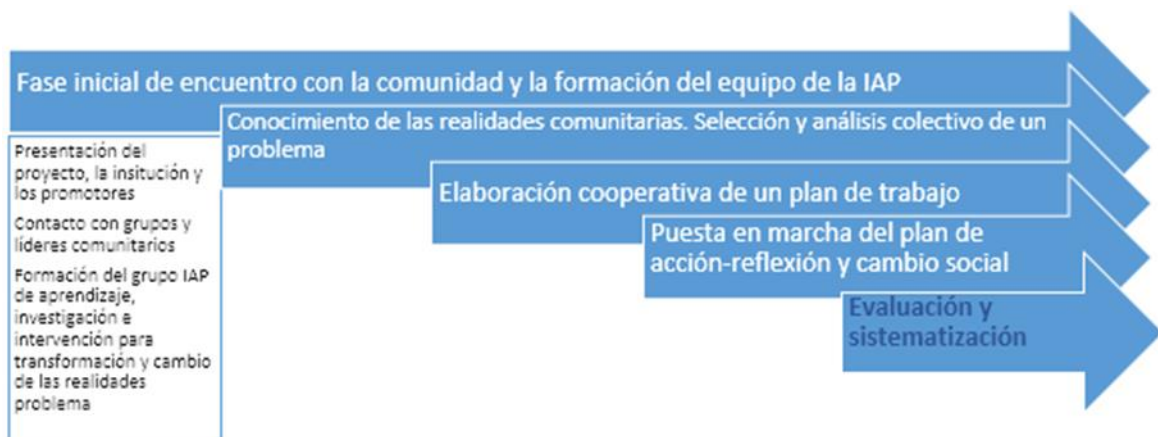 Fase inicial de encuentro con la comunidad y la formación del equipo de la IAP
Presentación del
proyecto, la insitución y
los promotores
Contacto con grupos y
líderes comunitarios
Formación del grupo IAP
de aprendizaje,
investigación e
intervención para
transformación y cambio
de las realidades
problema
Conocimiento de las realidades comunitarias. Selección y análisis colectivo de un
problema
Elaboración cooperativa de un plan de trabajo
Puesta en marcha del plan de
acción-reflexión y cambio social
Evaluación y
sistematización